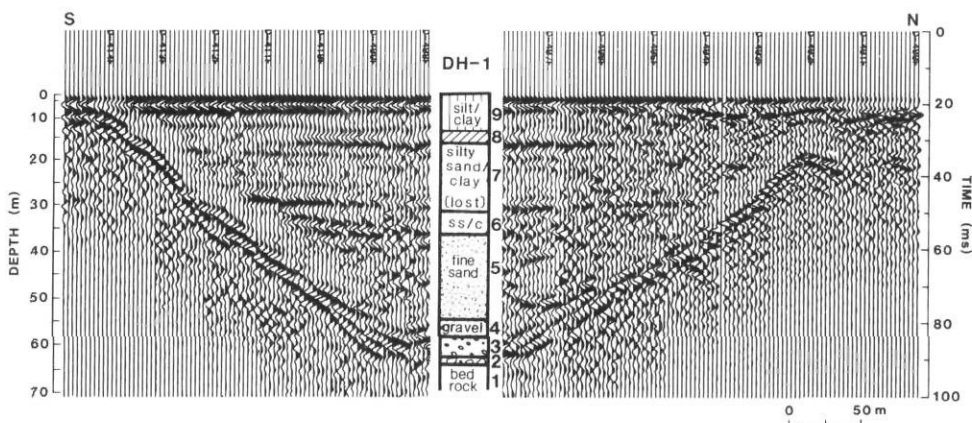 S
N
DH-1
0
10
20
30
40
50
60
70
DEPTH (m)
silt/
clay
9
8
silty
sand/
clay
7
(lost)
ss/c
6
fine
sand
5
gravel
4
3
2
bed
rock
1
0
20
40
60
80
100
TIME (ms)
0 50 m